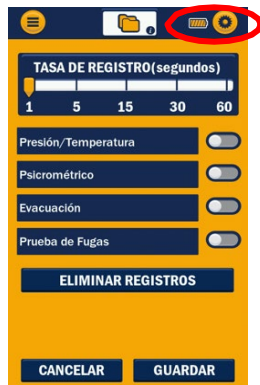 TASA DE REGISTRO(segundos)
1 5 15 30 60
Presión/Temperatura
Psicrométrico
Evacuación
Prueba de Fugas
ELIMINAR REGISTROS
CANCELAR GUARDAR